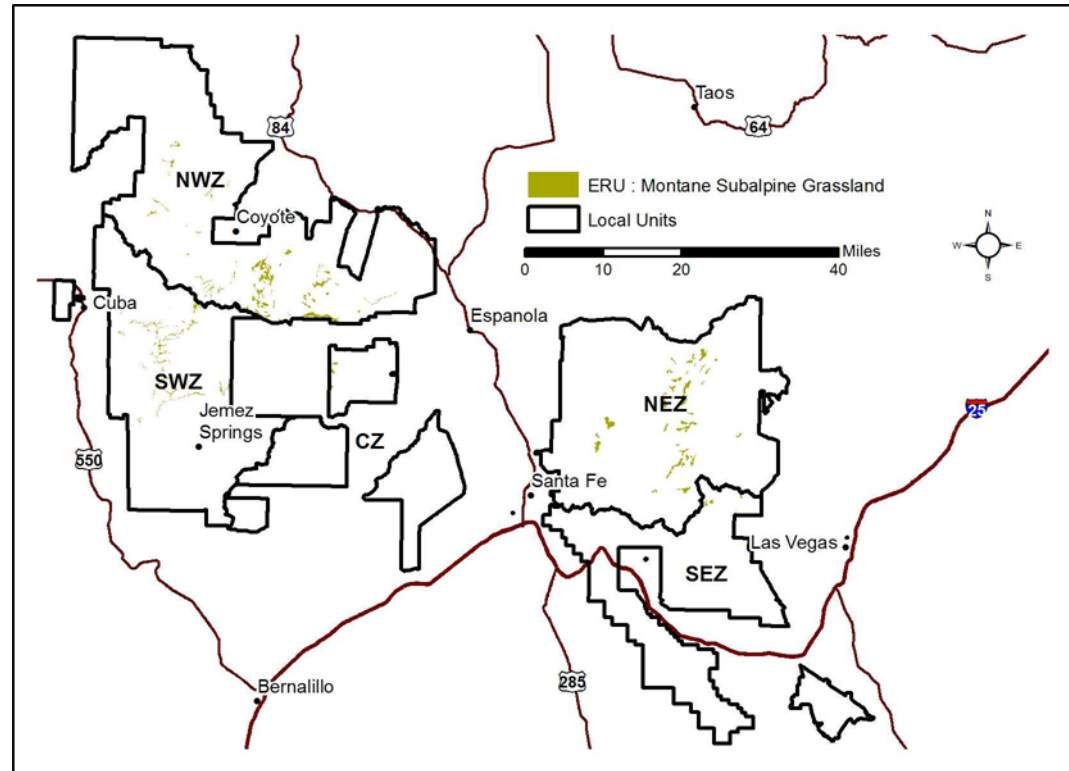 Taos
84
64
NWZ
ERU : Montane Subalpine Grassland
Coyote
Local Units
Miles
0 10 20 40
N
W E
S
Cuba
Espanola
SWZ
NEZ
Jemez
Springs
CZ
25
550
Santa Fe
Las Vegas
SEZ
285
Bernalillo